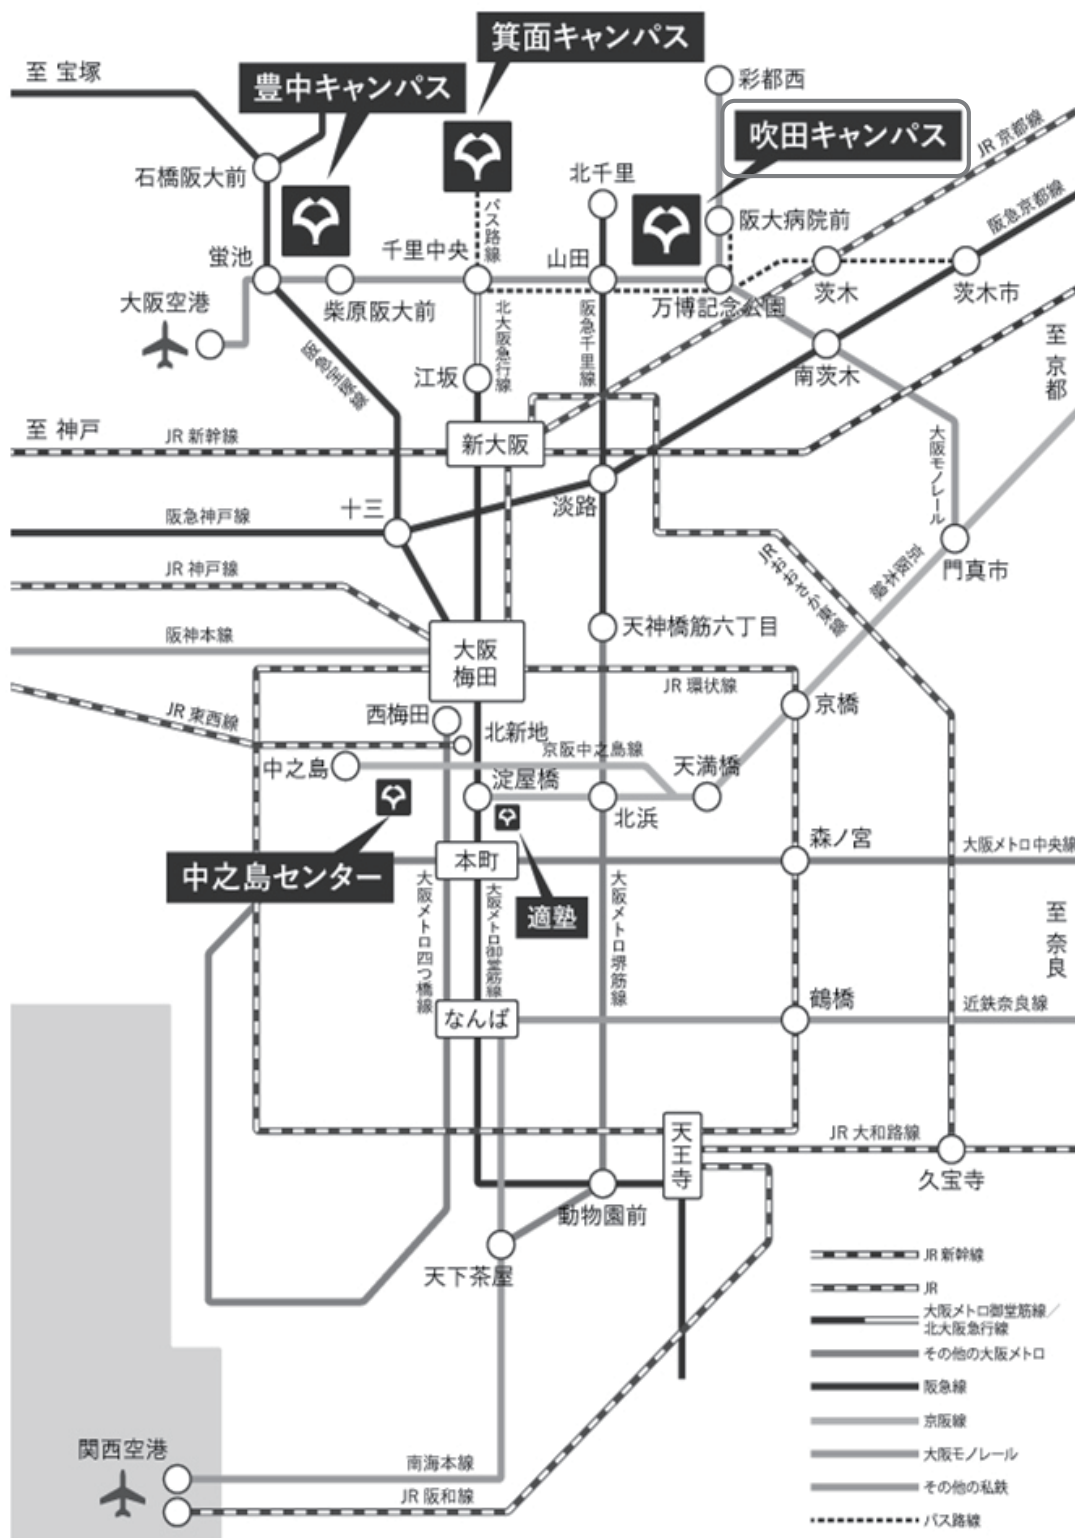 箕面キャンパス
至 宝塚
豊中キャンパス
彩都西
吹田キャンパス
JR 京都線
石橋阪大前
北千里
阪急京都線
バス路線
阪大病院前
千里中央
山田
蛍池
大阪空港
柴原阪大前
万博記念公園
茨木
茨木市
北大阪急行線
阪急千里線
至 京都
阪急宝塚線
江坂
南茨木
至 神戸
JR 新幹線
新大阪
大阪モノレール
淡路
十三
阪急神戸線
JR おおさか東線
京阪本線
門真市
JR 神戸線
天神橋筋六丁目
阪神本線
大阪
梅田
JR 環状線
JR 東西線
西梅田
北新地
京橋
京阪中之島線
中之島
淀屋橋
天満橋
北浜
森ノ宮
大阪メトロ中央線
本町
中之島センター
大阪メトロ四つ橋線
大阪メトロ御堂筋線
適塾
大阪メトロ堺筋線
至 奈良
なんば
鶴橋
近鉄奈良線
天王寺
JR 大和路線
久宝寺
動物園前
天下茶屋
JR 新幹線
JR
大阪メトロ御堂筋線／
北大阪急行線
その他の大阪メトロ
阪急線
京阪線
大阪モノレール
その他の私鉄
バス路線
関西空港
南海本線
JR 阪和線